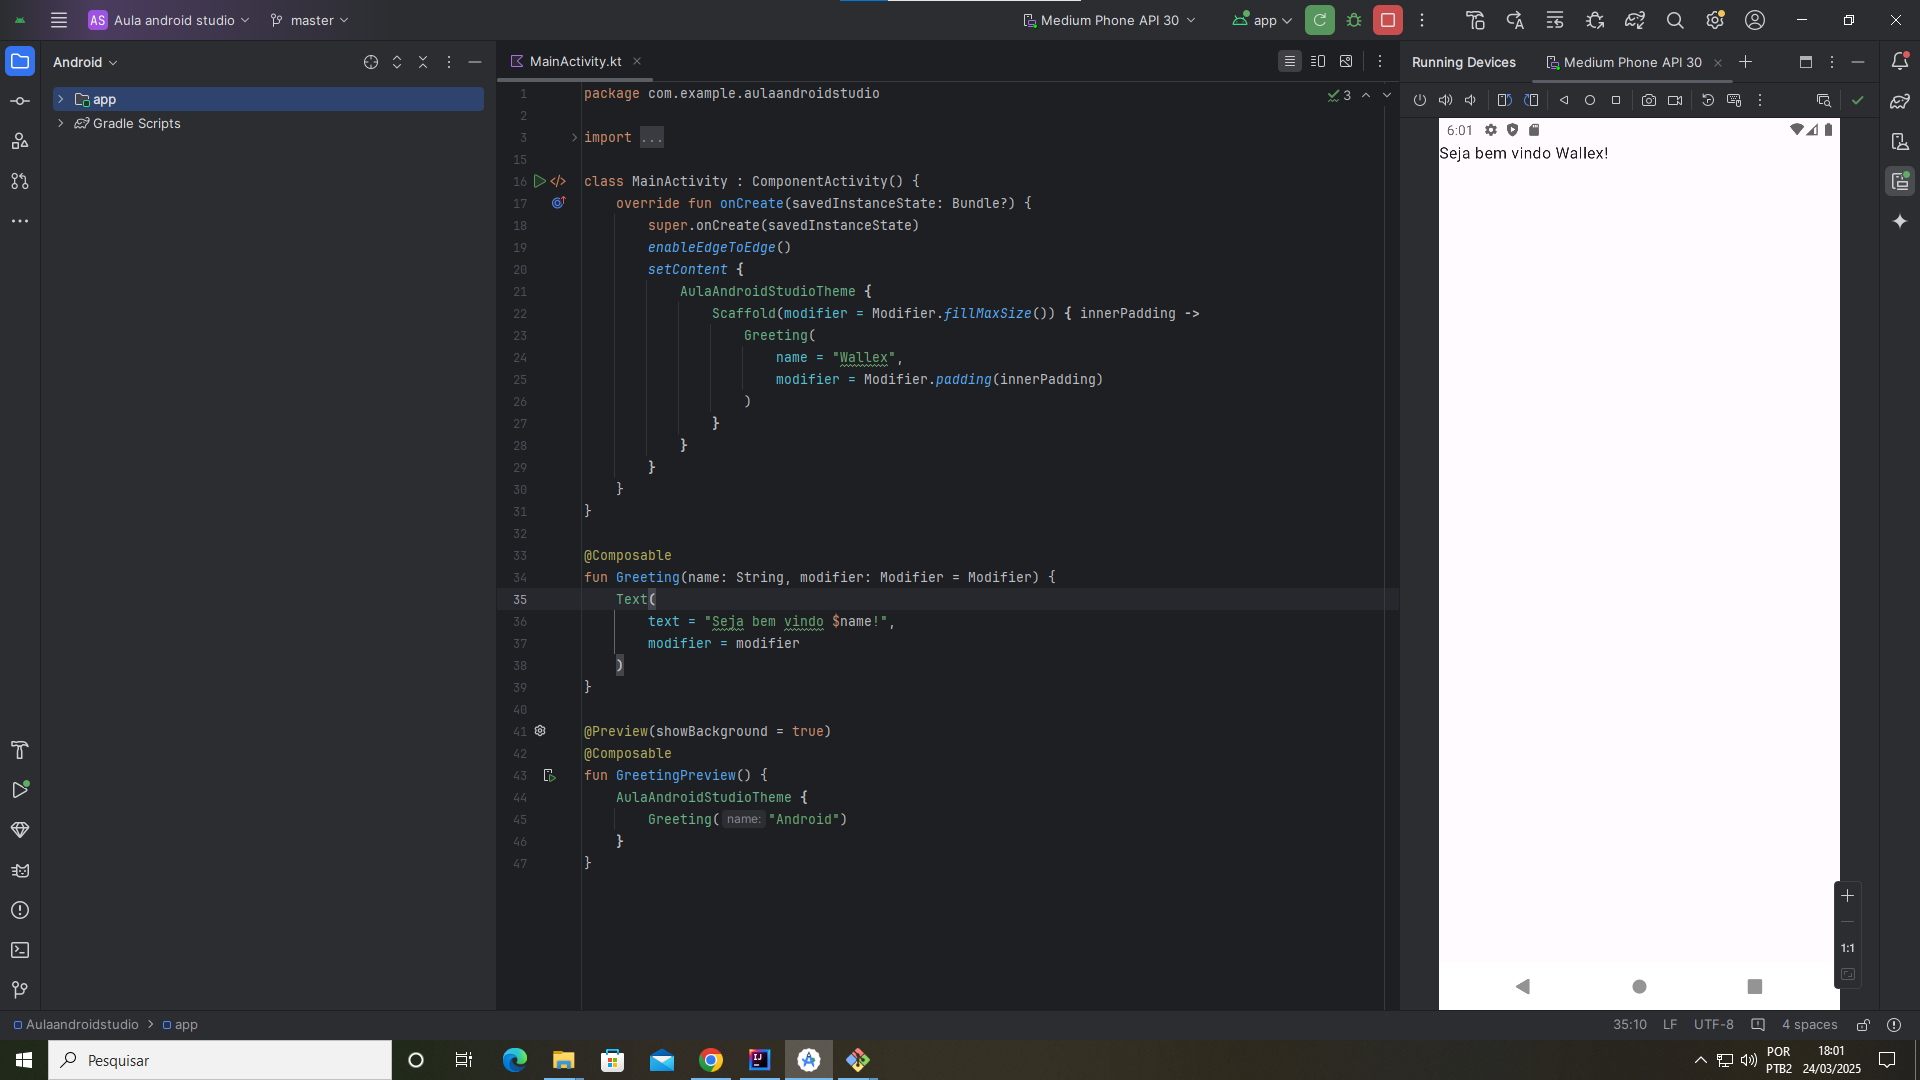 AS Aula android studio master Medium Phone API 30 app
Android
app
Gradle Scripts
MainActivity.kt
1 package com.example.aulaandroidstudio
2
3 import ...
15
16 class MainActivity : ComponentActivity() {
17 override fun onCreate(savedInstanceState: Bundle?) {
18 super.onCreate(savedInstanceState)
19 enableEdgeToEdge()
20 setContent {
21 AulaAndroidStudioTheme {
22 Scaffold(modifier = Modifier.fillMaxSize()) { innerPadding ->
23 Greeting(
24 name = "Wallex",
25 modifier = Modifier.padding(innerPadding)
26 )
27 }
28 }
29 }
30 }
31 }
32
33 @Composable
34 fun Greeting(name: String, modifier: Modifier = Modifier) {
35 Text(
36 text = "Seja bem vindo $name!",
37 modifier = modifier
38 )
39 }
40
41 @Preview(showBackground = true)
42 @Composable
43 fun GreetingPreview() {
44 AulaAndroidStudioTheme {
45 Greeting( name: "Android")
46 }
47 }
3
Running Devices Medium Phone API 30
6:01
Seja bem vindo Wallex!
1:1
Aulaandroidstudio app
35:10 LF UTF-8 4 spaces
Pesquisar
IJ
POR
PTB2
18:01
24/03/2025